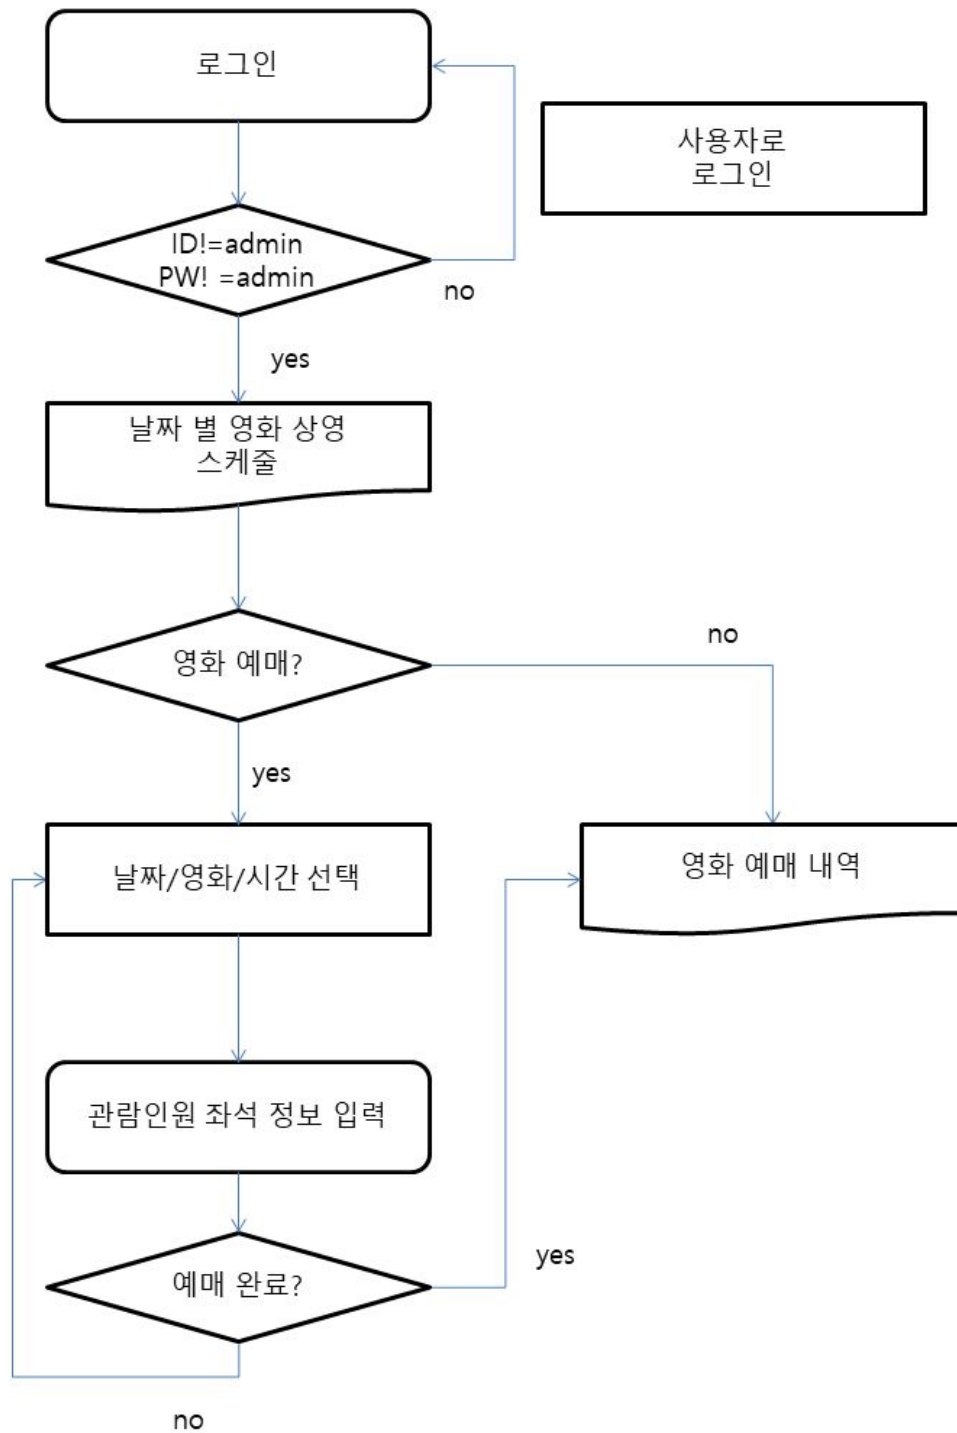 로그인
사용자로
로그인
ID!=admin
PW! =admin
no
yes
날짜 별 영화 상영
스케줄
영화 예매?
no
yes
날짜/영화/시간 선택
영화 예매 내역
관람인원 좌석 정보 입력
예매 완료?
yes
no